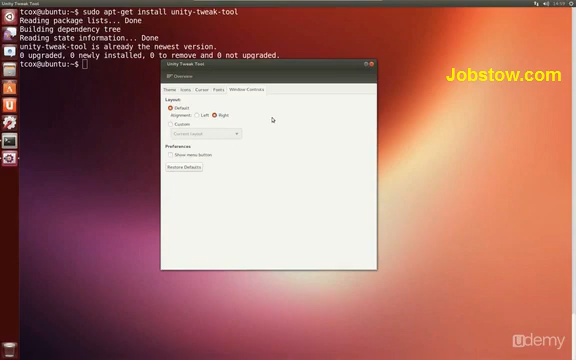 tcox@ubuntu:~$ sudo apt-get install unity-tweak-tool
Reading package lists... Done
Building dependency tree
Reading state information... Done
unity-tweak-tool is already the newest version.
0 upgraded, 0 newly installed, 0 to remove and 0 not upgraded.
tcox@ubuntu:~$
Jobstow.com
Unity Tweak Tool
Overview
Theme Icons Cursor Fonts Window Controls
Layout
Default
Alignment: Left Right
Custom
Preferences
Show menu button
Restore Defaults
udemy